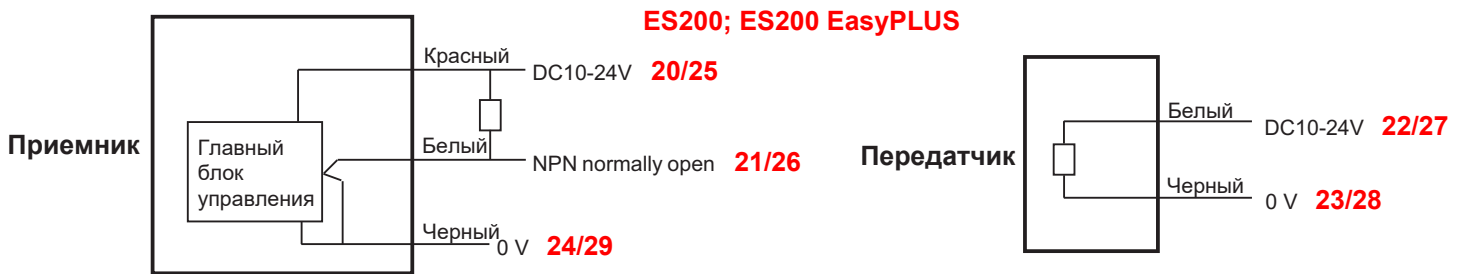 ES200; ES200 EasyPLUS
Приемник
Главный
блок
управления
Красный
DC10-24V 20/25
Белый
NPN normally open 21/26
Черный
0 V 24/29
Передатчик
Белый
DC10-24V 22/27
Черный
0 V 23/28